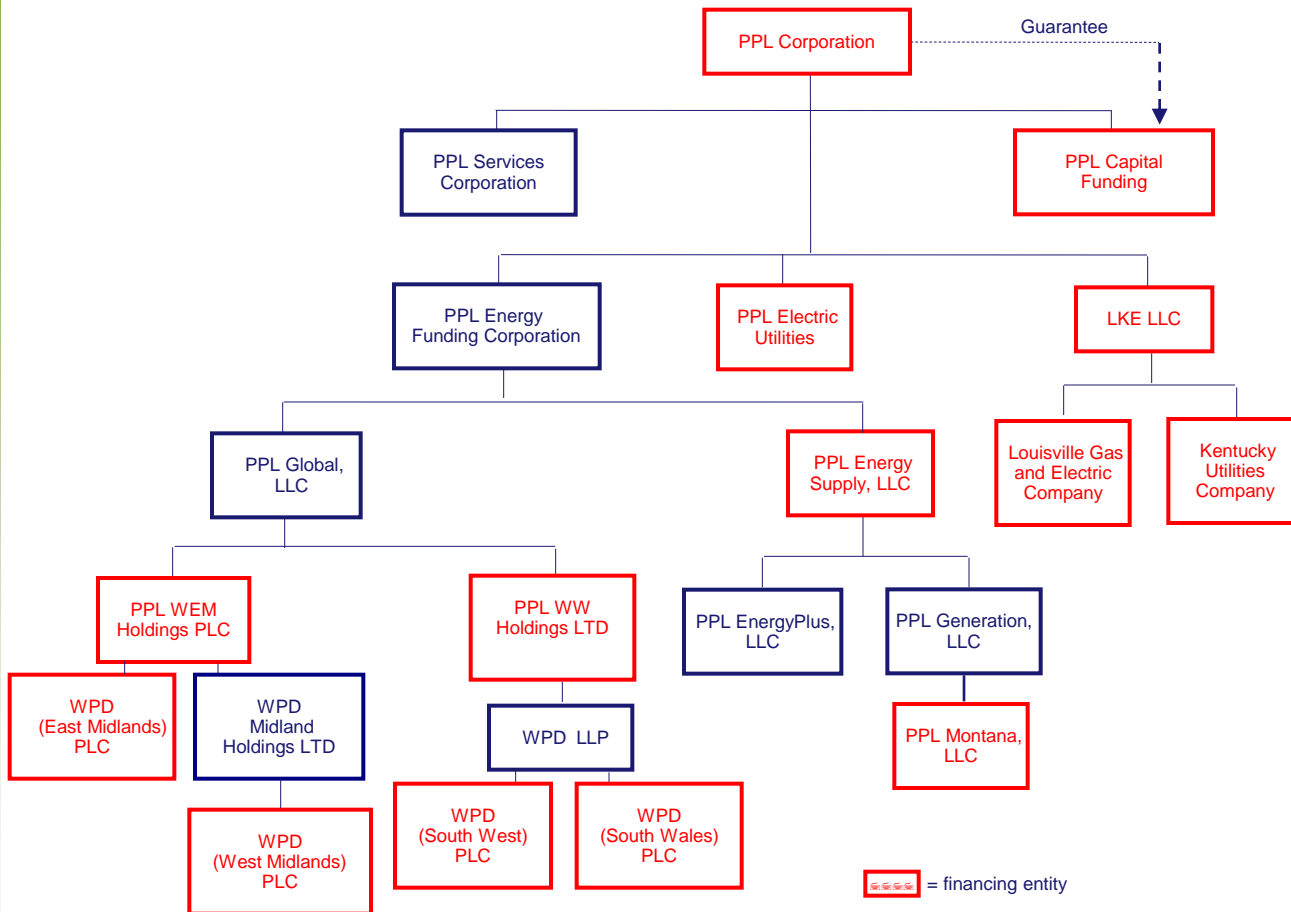 Guarantee
PPL Corporation
PPL Services
Corporation
PPL Capital
Funding
PPL Energy
Funding Corporation
PPL Electric
Utilities
LKE LLC
PPL Global,
LLC
PPL Energy
Supply, LLC
Louisville Gas
and Electric
Company
Kentucky
Utilities
Company
PPL WEM
Holdings PLC
PPL WW
Holdings LTD
PPL EnergyPlus,
LLC
PPL Generation,
LLC
WPD
(East Midlands)
PLC
WPD
Midland
Holdings LTD
WPD LLP
PPL Montana,
LLC
WPD
(West Midlands)
PLC
WPD
(South West)
PLC
WPD
(South Wales)
PLC
= financing entity